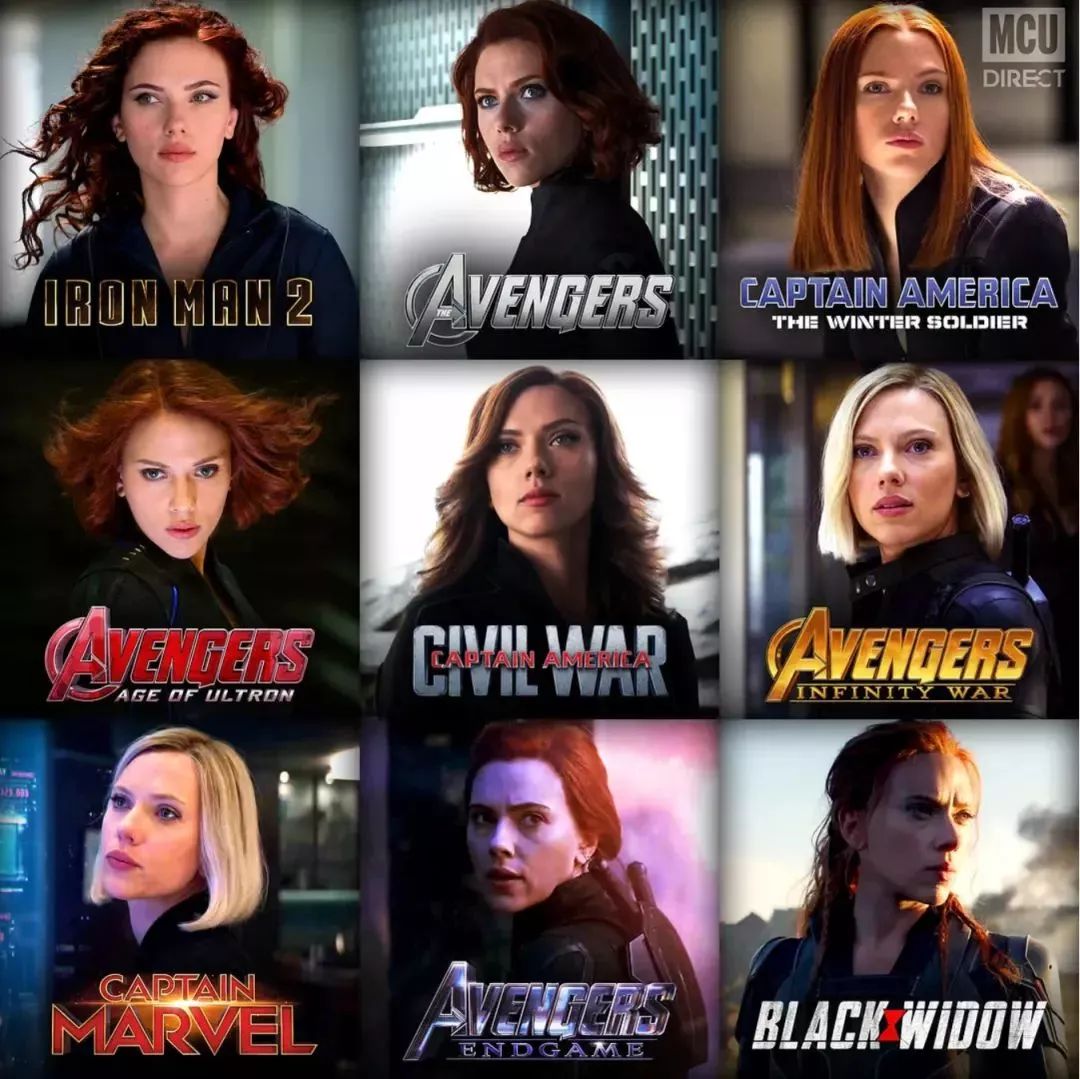 MCU
DIRECT
IRON MAN 2
THE AVENGERS
CAPTAIN AMERICA
THE WINTER SOLDIER
AVENGERS
AGE OF ULTRON
CIVIL WAR
CAPTAIN AMERICA
AVENGERS
INFINITY WAR
CAPTAIN
MARVEL
AVENGERS
ENDGAME
BLACK WIDOW